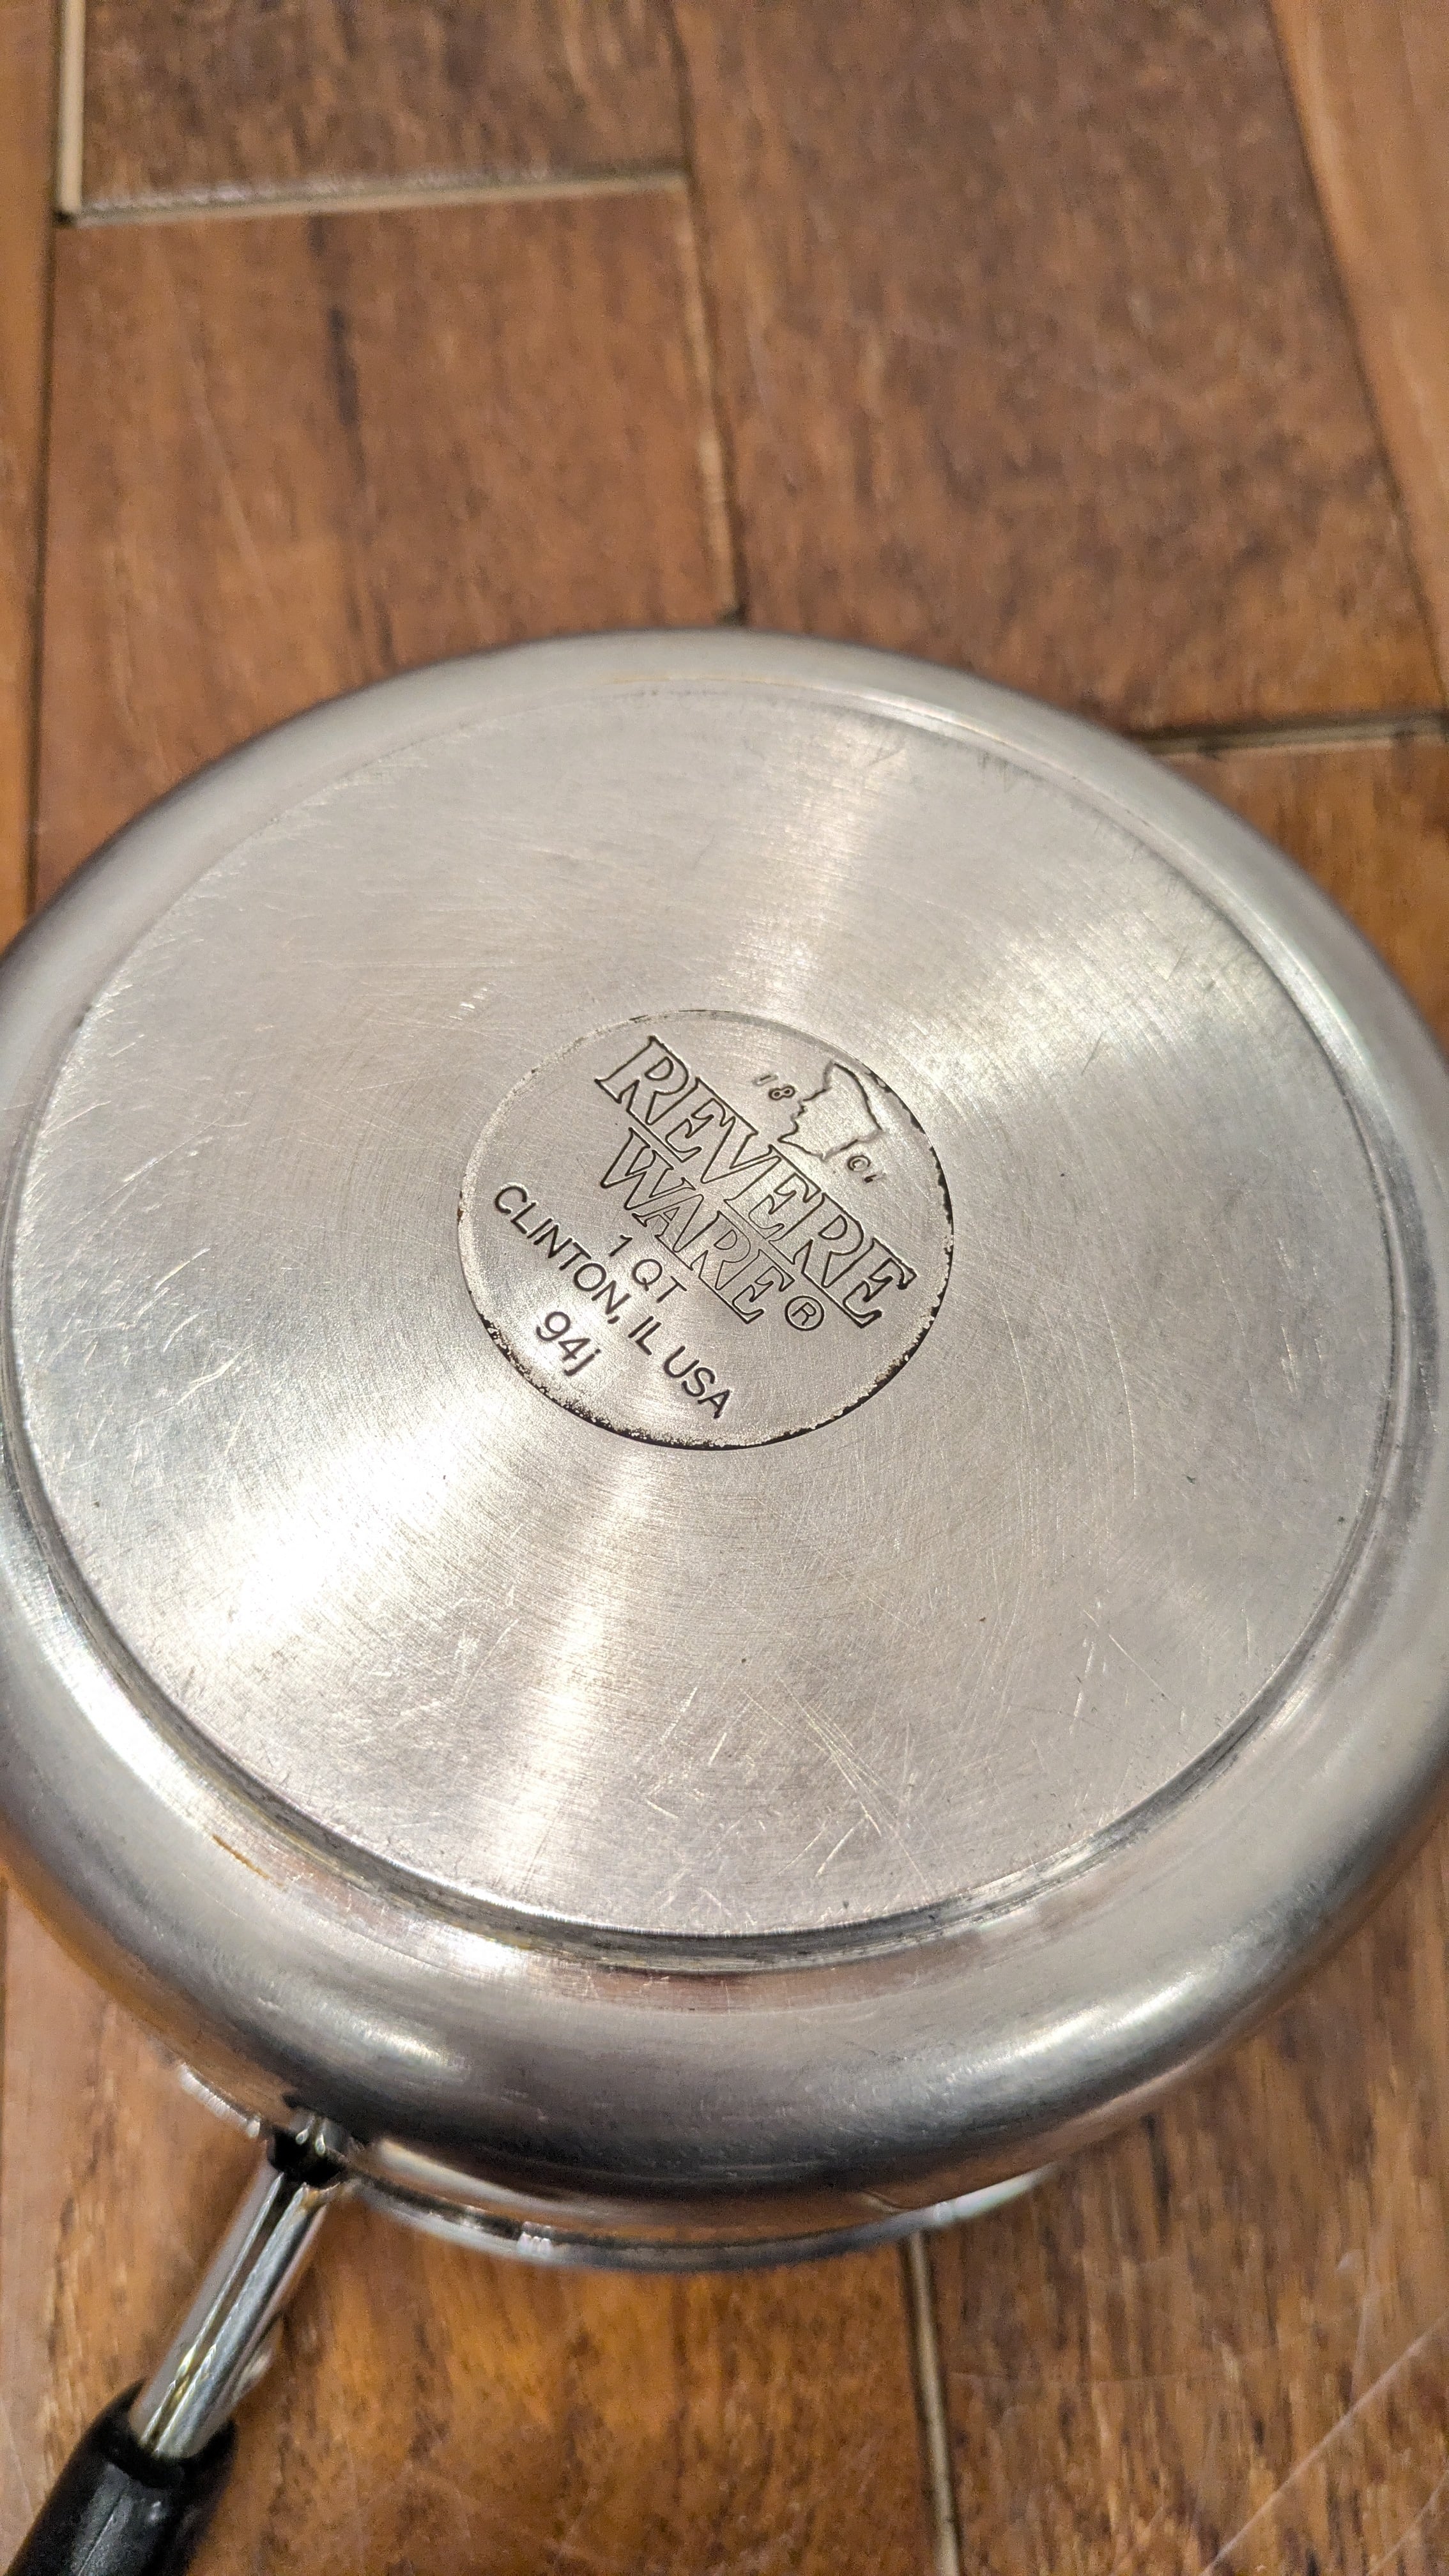 18 01
REVERE
WARE®
1 QT
CLINTON, IL USA
94j